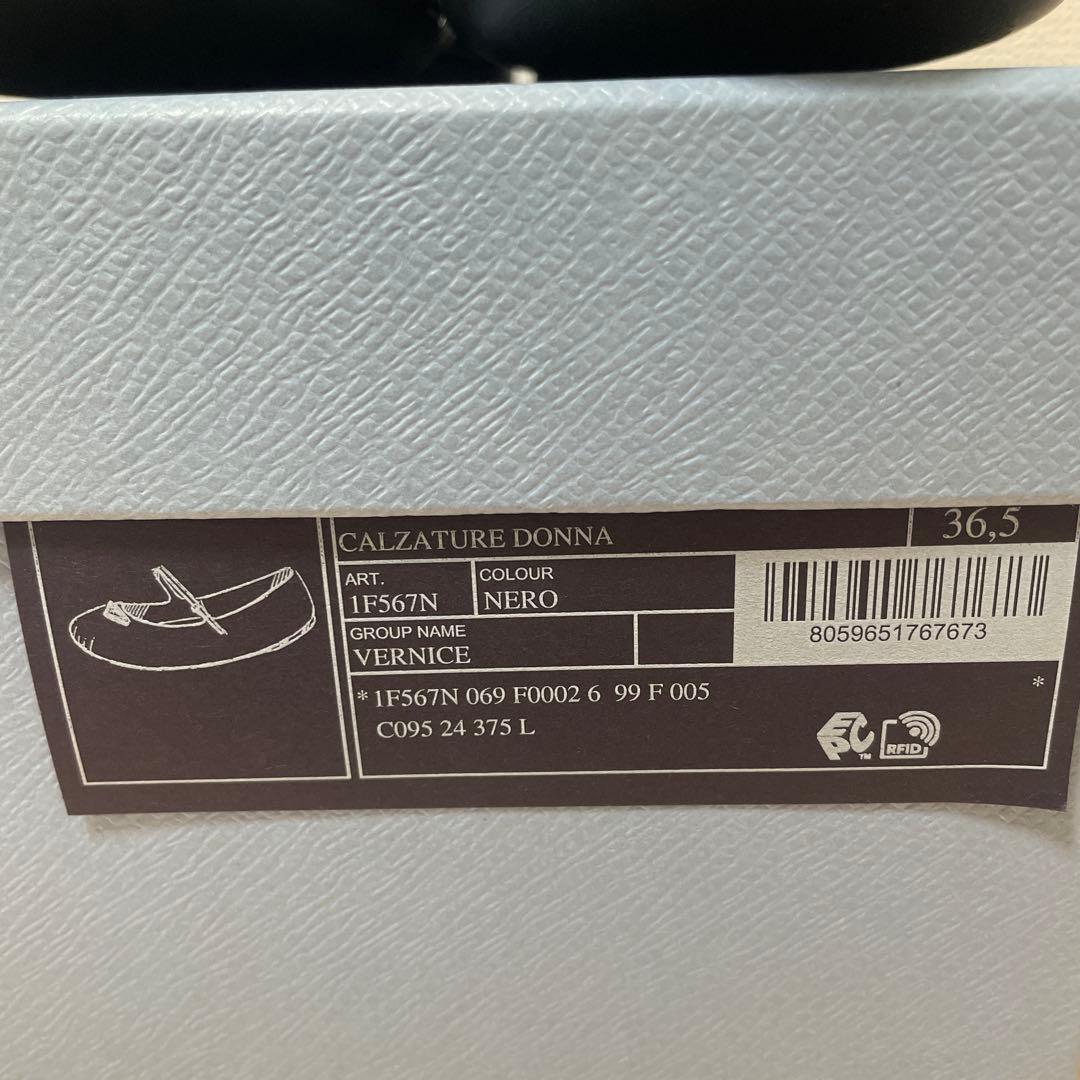 CALZATURE DONNA
36,5
ART.
1F567N
COLOUR
NERO
GROUP NAME
VERNICE
8059651767673
* 1F567N 069 F0002 6 99 F 005 *
C095 24 375 L
EPC TM
RFID